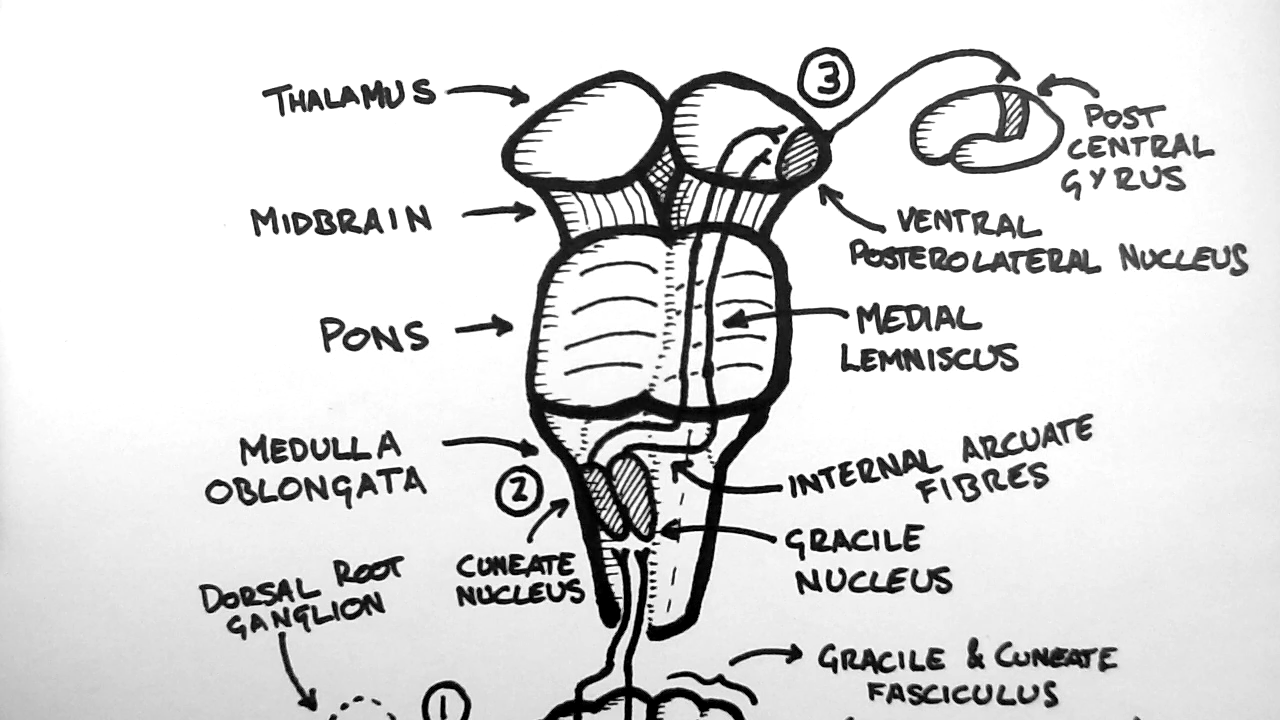 THALAMUS
3
POST
CENTRAL
GYRUS
MIDBRAIN
VENTRAL
POSTEROLATERAL NUCLEUS
PONS
MEDIAL
LEMNISCUS
MEDULLA
OBLONGATA
2
INTERNAL ARCUATE
FIBRES
CUNEATE
NUCLEUS
GRACILE
NUCLEUS
DORSAL ROOT
GANGLION
1
GRACILE & CUNEATE
FASCICULUS